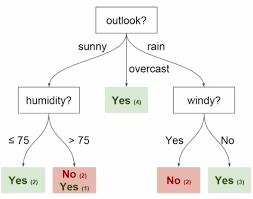 outlook?
sunny
rain
overcast
humidity?
Yes (4)
windy?
≤ 75
> 75
Yes
No
Yes (2)
No (2)
Yes (1)
No (2)
Yes (3)